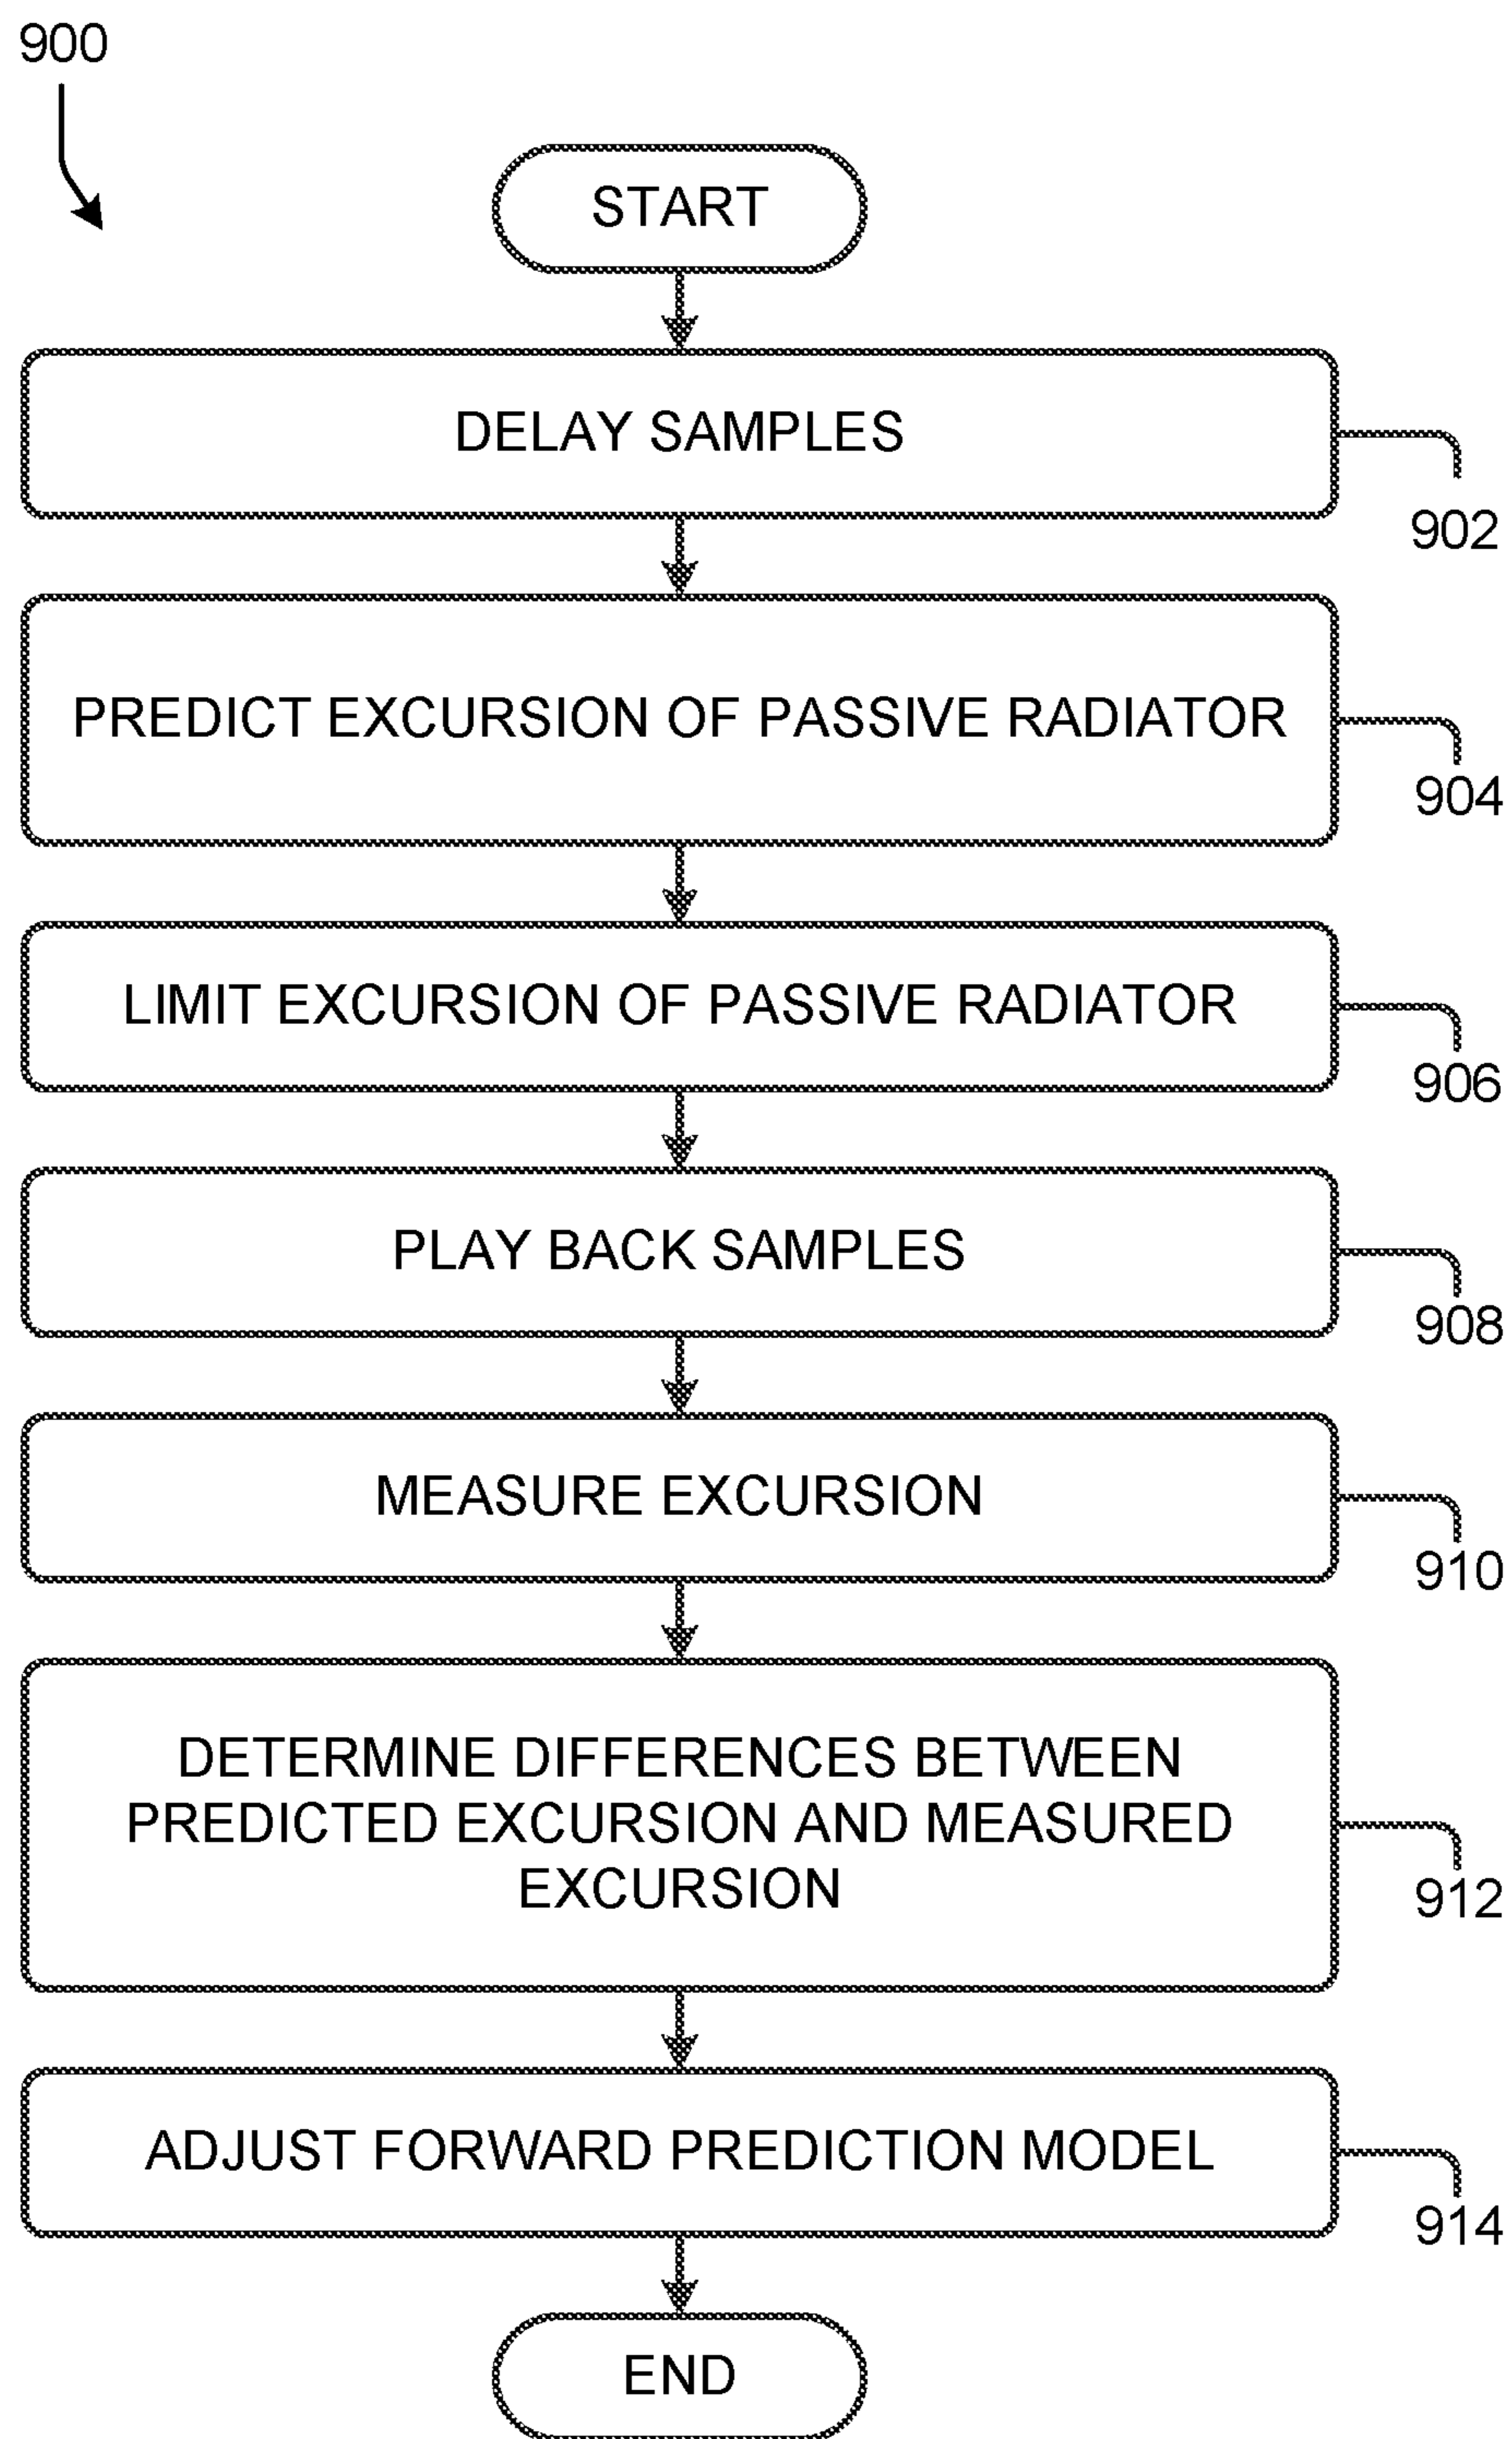 900
START
DELAY SAMPLES
902
PREDICT EXCURSION OF PASSIVE RADIATOR
904
LIMIT EXCURSION OF PASSIVE RADIATOR
906
PLAY BACK SAMPLES
908
MEASURE EXCURSION
910
DETERMINE DIFFERENCES BETWEEN
PREDICTED EXCURSION AND MEASURED
EXCURSION
912
ADJUST FORWARD PREDICTION MODEL
914
END